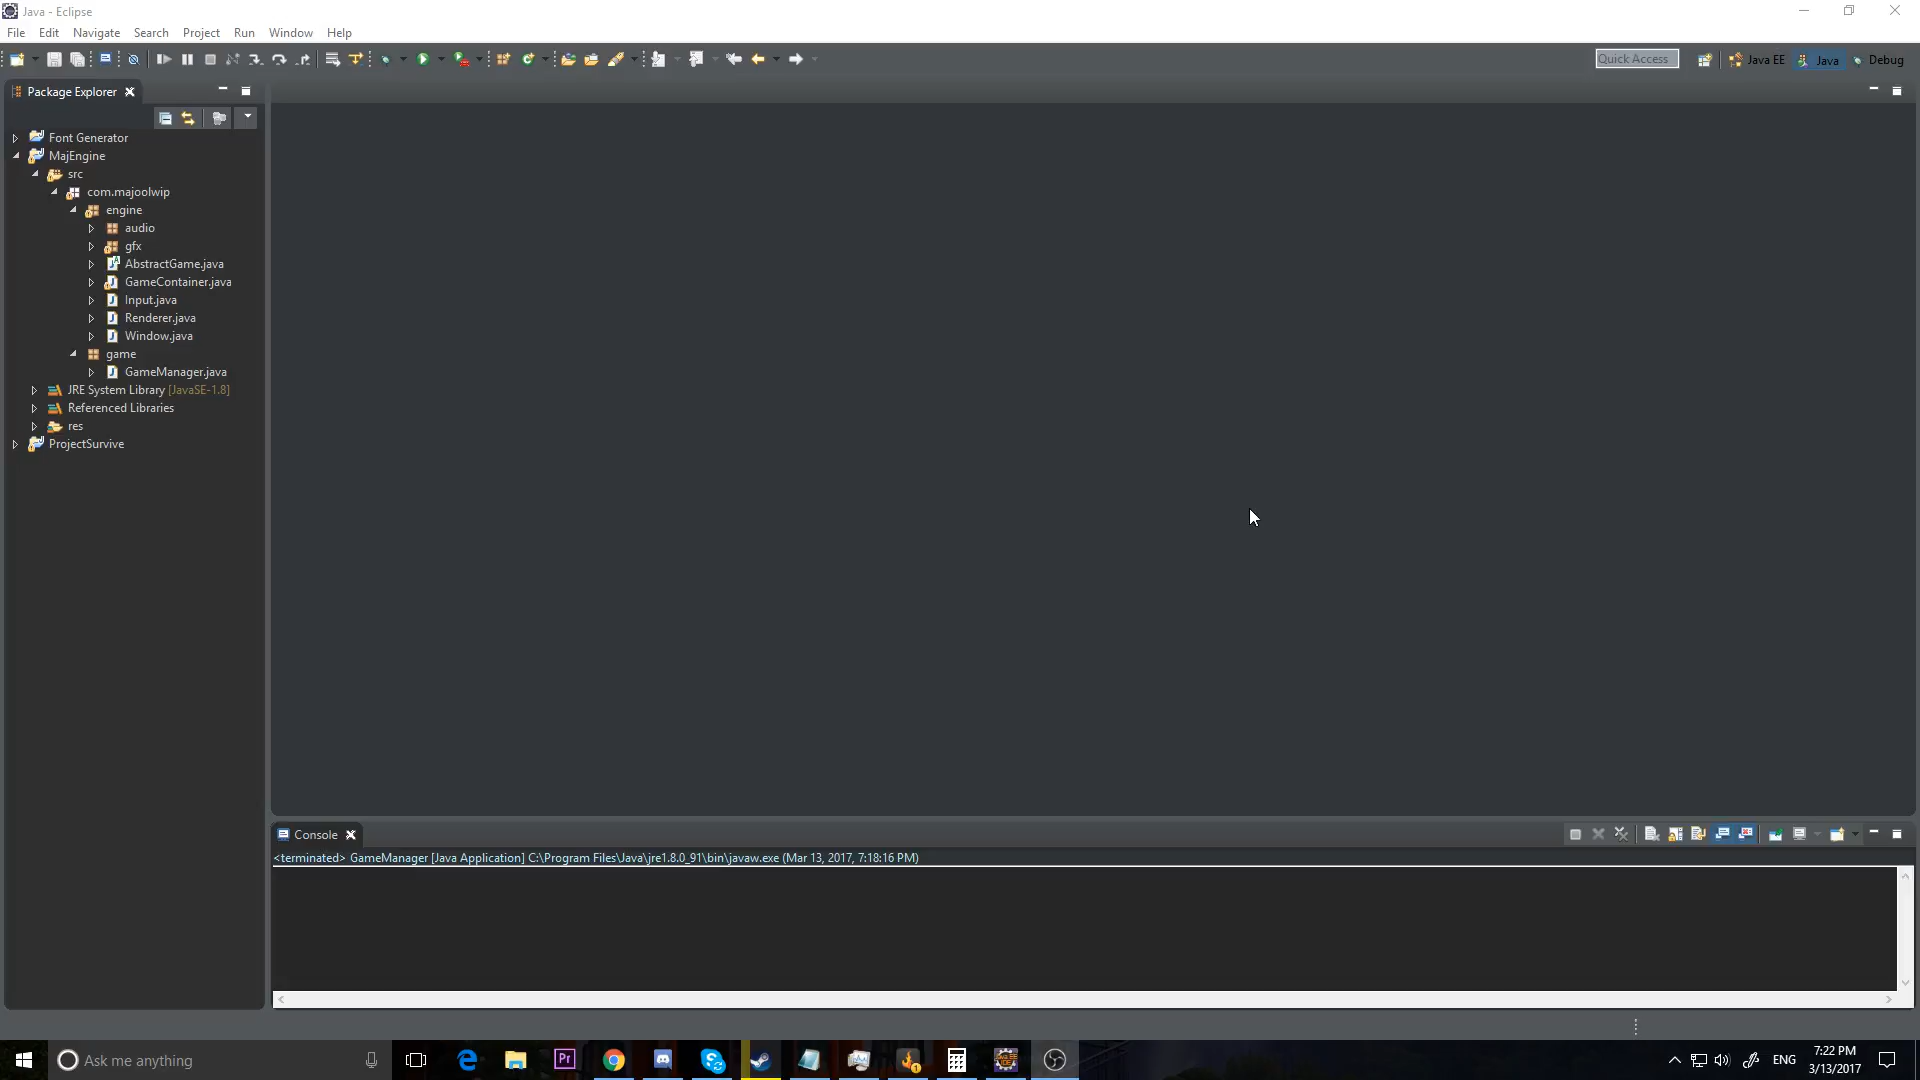 Java - Eclipse
File Edit Navigate Search Project Run Window Help
Quick Access
Java EE
Java
Debug
Package Explorer
Font Generator
MajEngine
src
com.majoolwip
engine
audio
gfx
AbstractGame.java
GameContainer.java
Input.java
Renderer.java
Window.java
game
GameManager.java
JRE System Library [JavaSE-1.8]
Referenced Libraries
res
ProjectSurvive
Console
<terminated> GameManager [Java Application] C:\Program Files\Java\jre1.8.0_91\bin\javaw.exe (Mar 13, 2017, 7:18:16 PM)
Ask me anything
Pr
ENG
7:22 PM
3/13/2017